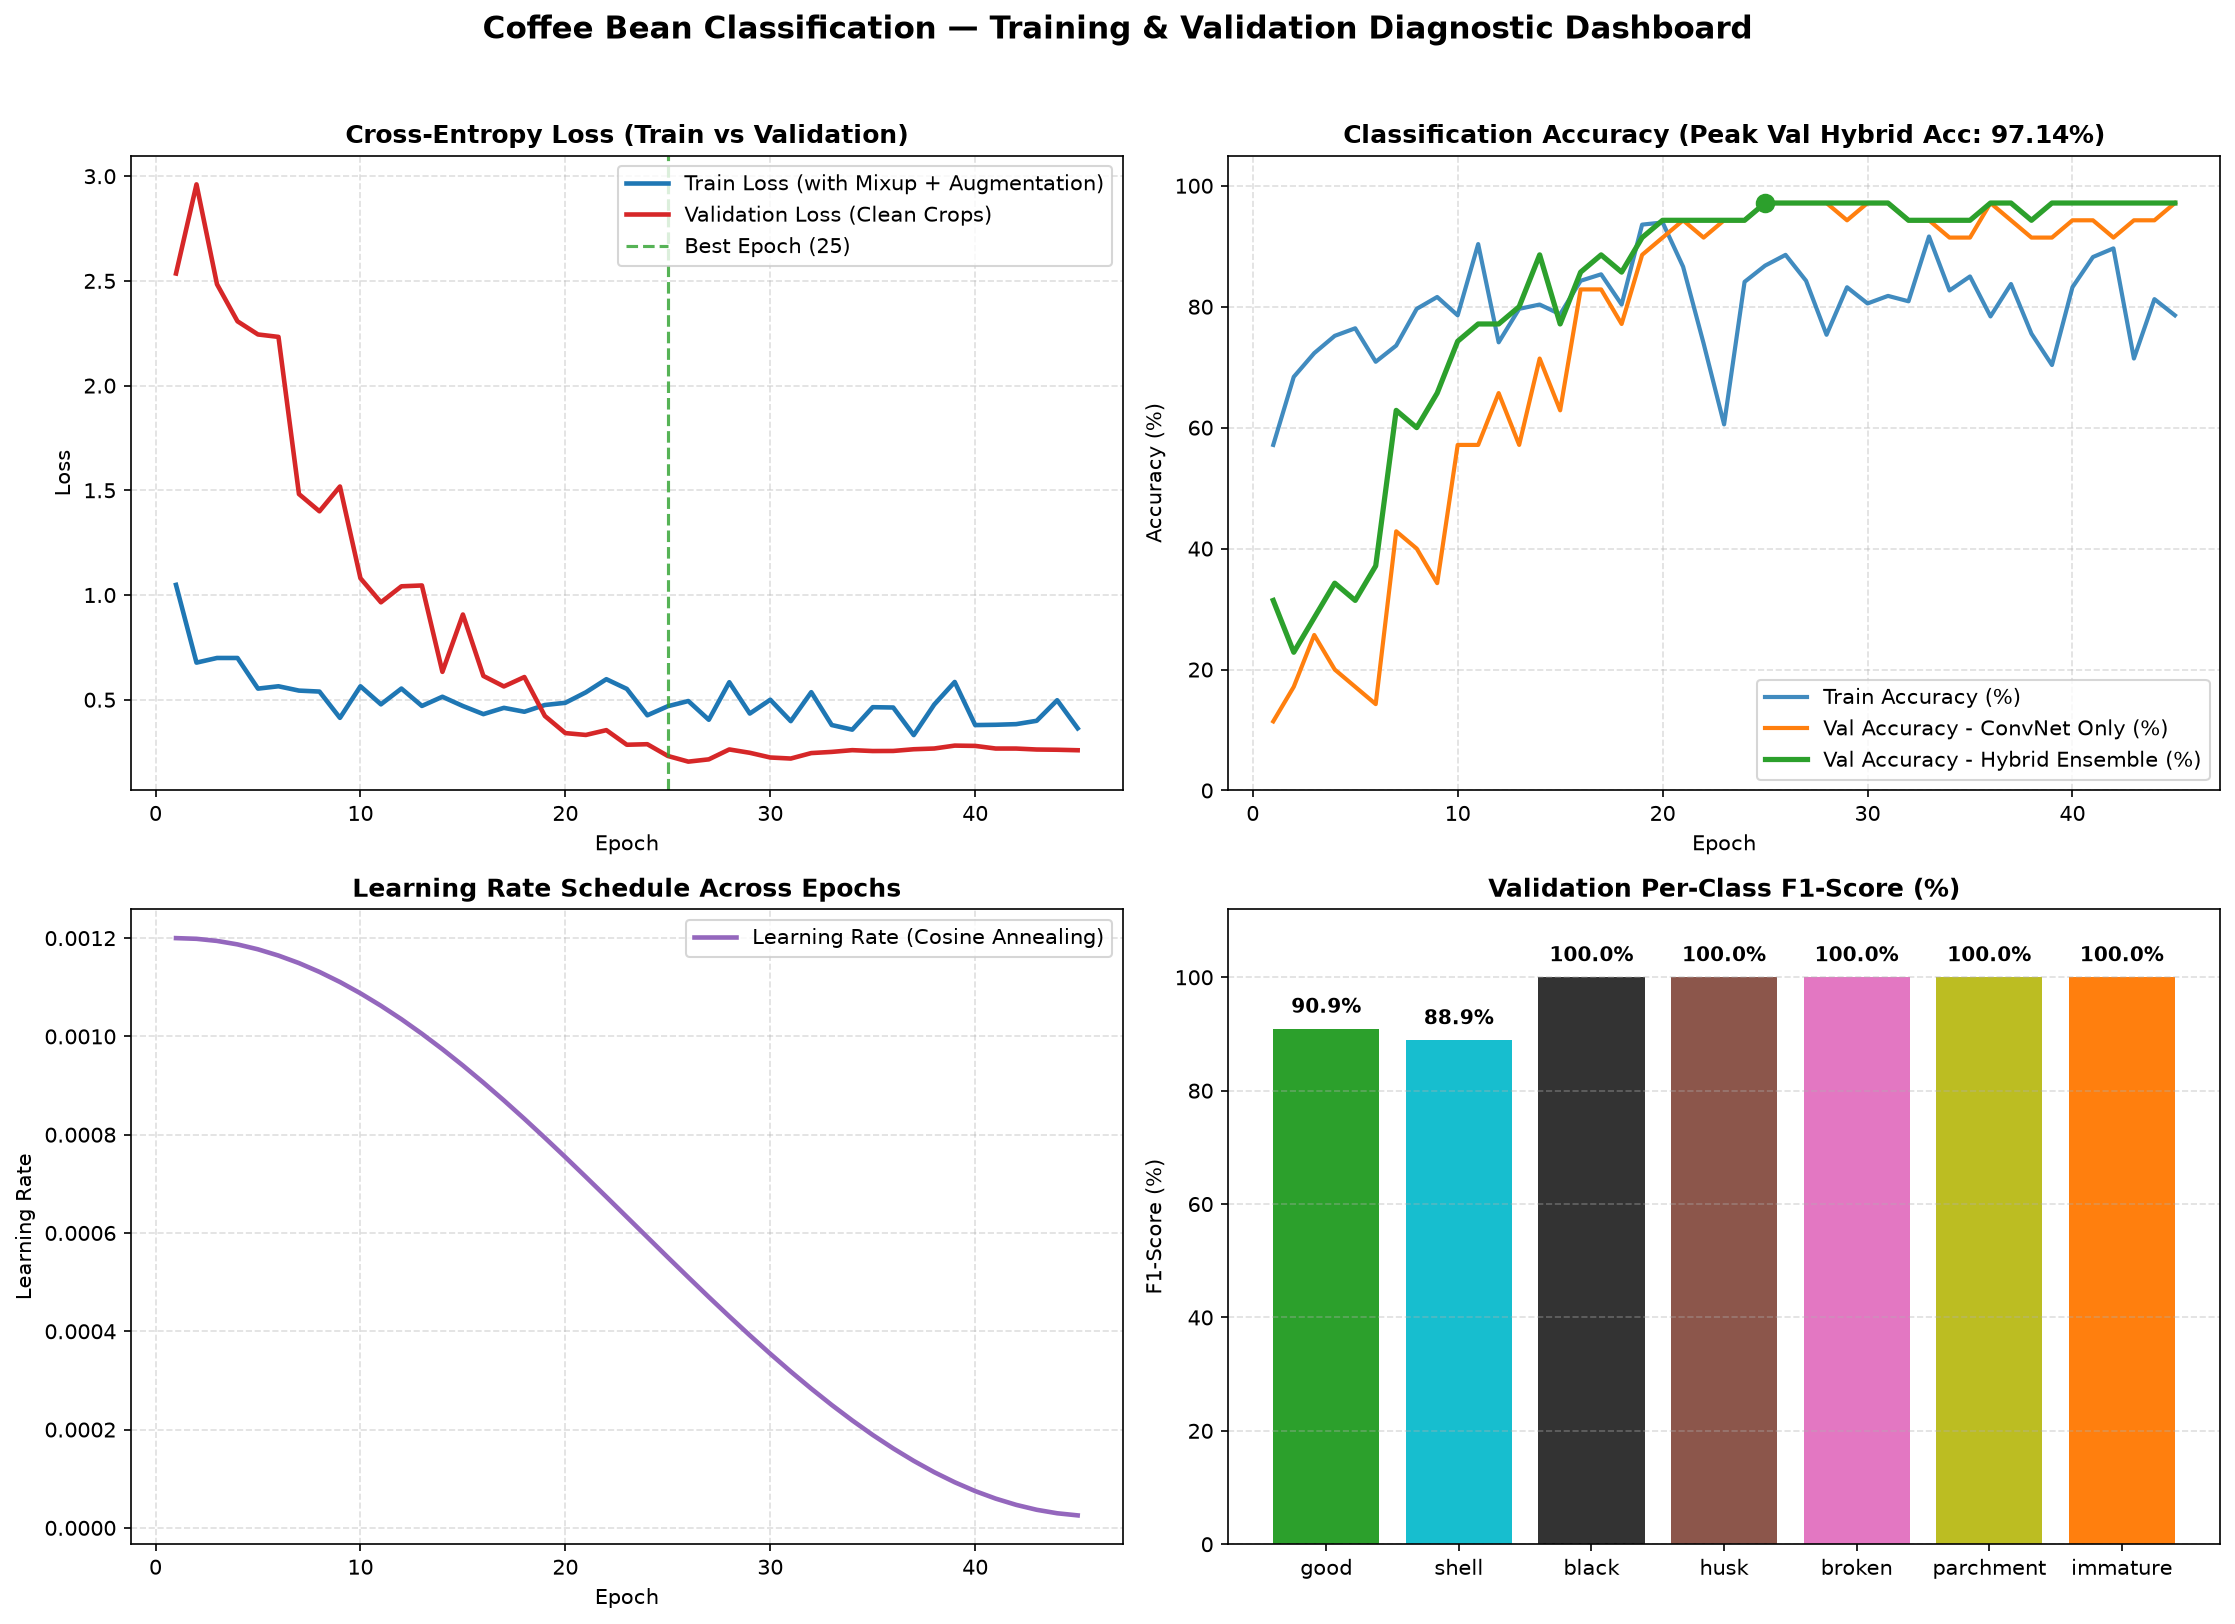 Coffee Bean Classification — Training & Validation Diagnostic Dashboard
Cross-Entropy Loss (Train vs Validation)
3.0
2.5
2.0
1.5
1.0
0.5
Loss
Train Loss (with Mixup + Augmentation)
Validation Loss (Clean Crops)
Best Epoch (25)
0 10 20 30 40
Epoch
Classification Accuracy (Peak Val Hybrid Acc: 97.14%)
100
80
60
40
20
0
Accuracy (%)
Train Accuracy (%)
Val Accuracy - ConvNet Only (%)
Val Accuracy - Hybrid Ensemble (%)
0 10 20 30 40
Epoch
Learning Rate Schedule Across Epochs
0.0012
0.0010
0.0008
0.0006
0.0004
0.0002
0.0000
Learning Rate
Learning Rate (Cosine Annealing)
0 10 20 30 40
Epoch
Validation Per-Class F1-Score (%)
100
80
60
40
20
0
F1-Score (%)
90.9% 88.9% 100.0% 100.0% 100.0% 100.0% 100.0%
good shell black husk broken parchment immature